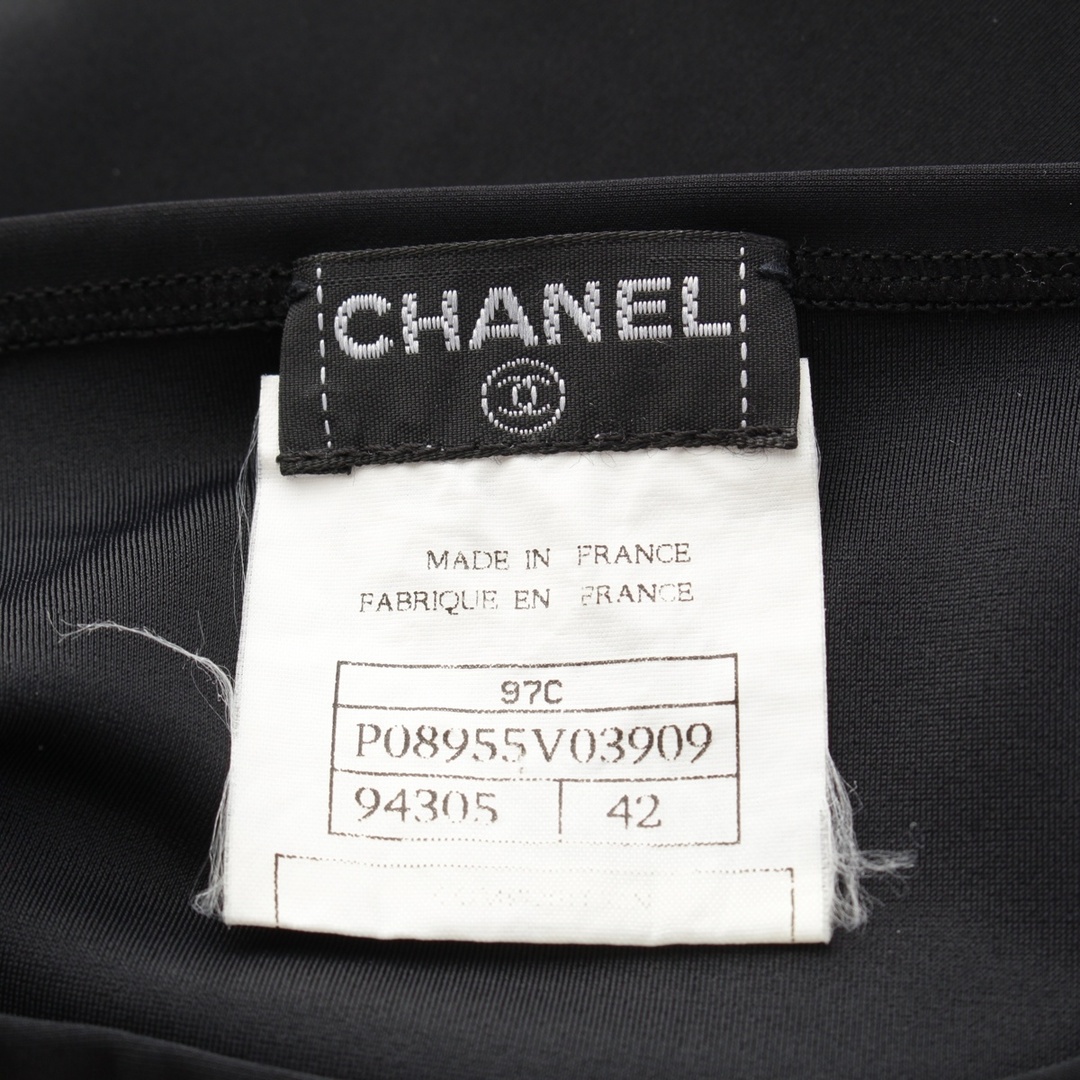 CHANEL
MADE IN FRANCE
FABRIQUE EN FRANCE
97C
P08955V03909
94305 42